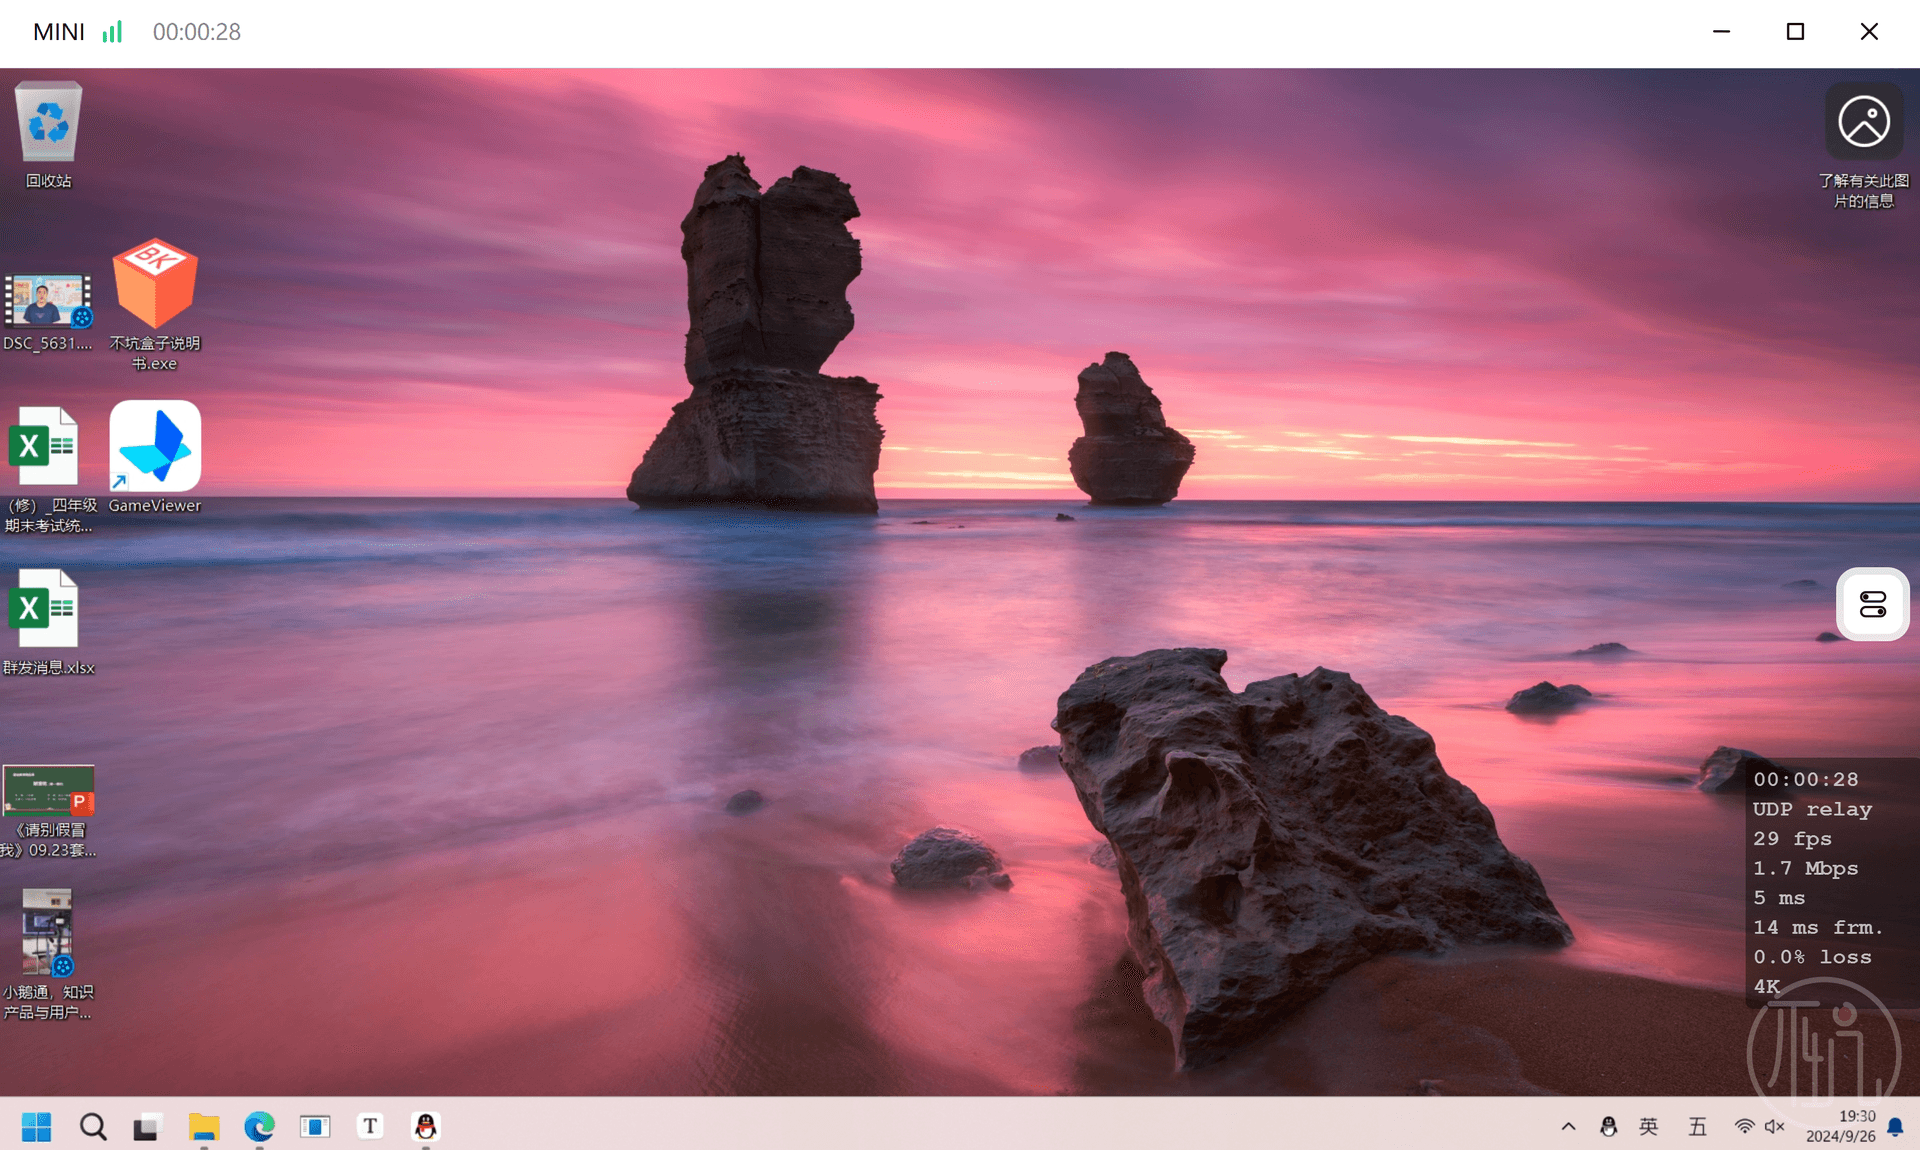 MINI 00:00:28
回收站
了解有关此图
片的信息
BK
DSC_5631....
不坑盒子说明
书.exe
（修）_四年级
期末考试统...
GameViewer
群发消息.xlsx
《请别假冒
我》09.23套...
小鹅通，知识
产品与用户...
00:00:28
UDP relay
29 fps
1.7 Mbps
5 ms
14 ms frm.
0.0% loss
4K
T
英 五
19:30
2024/9/26